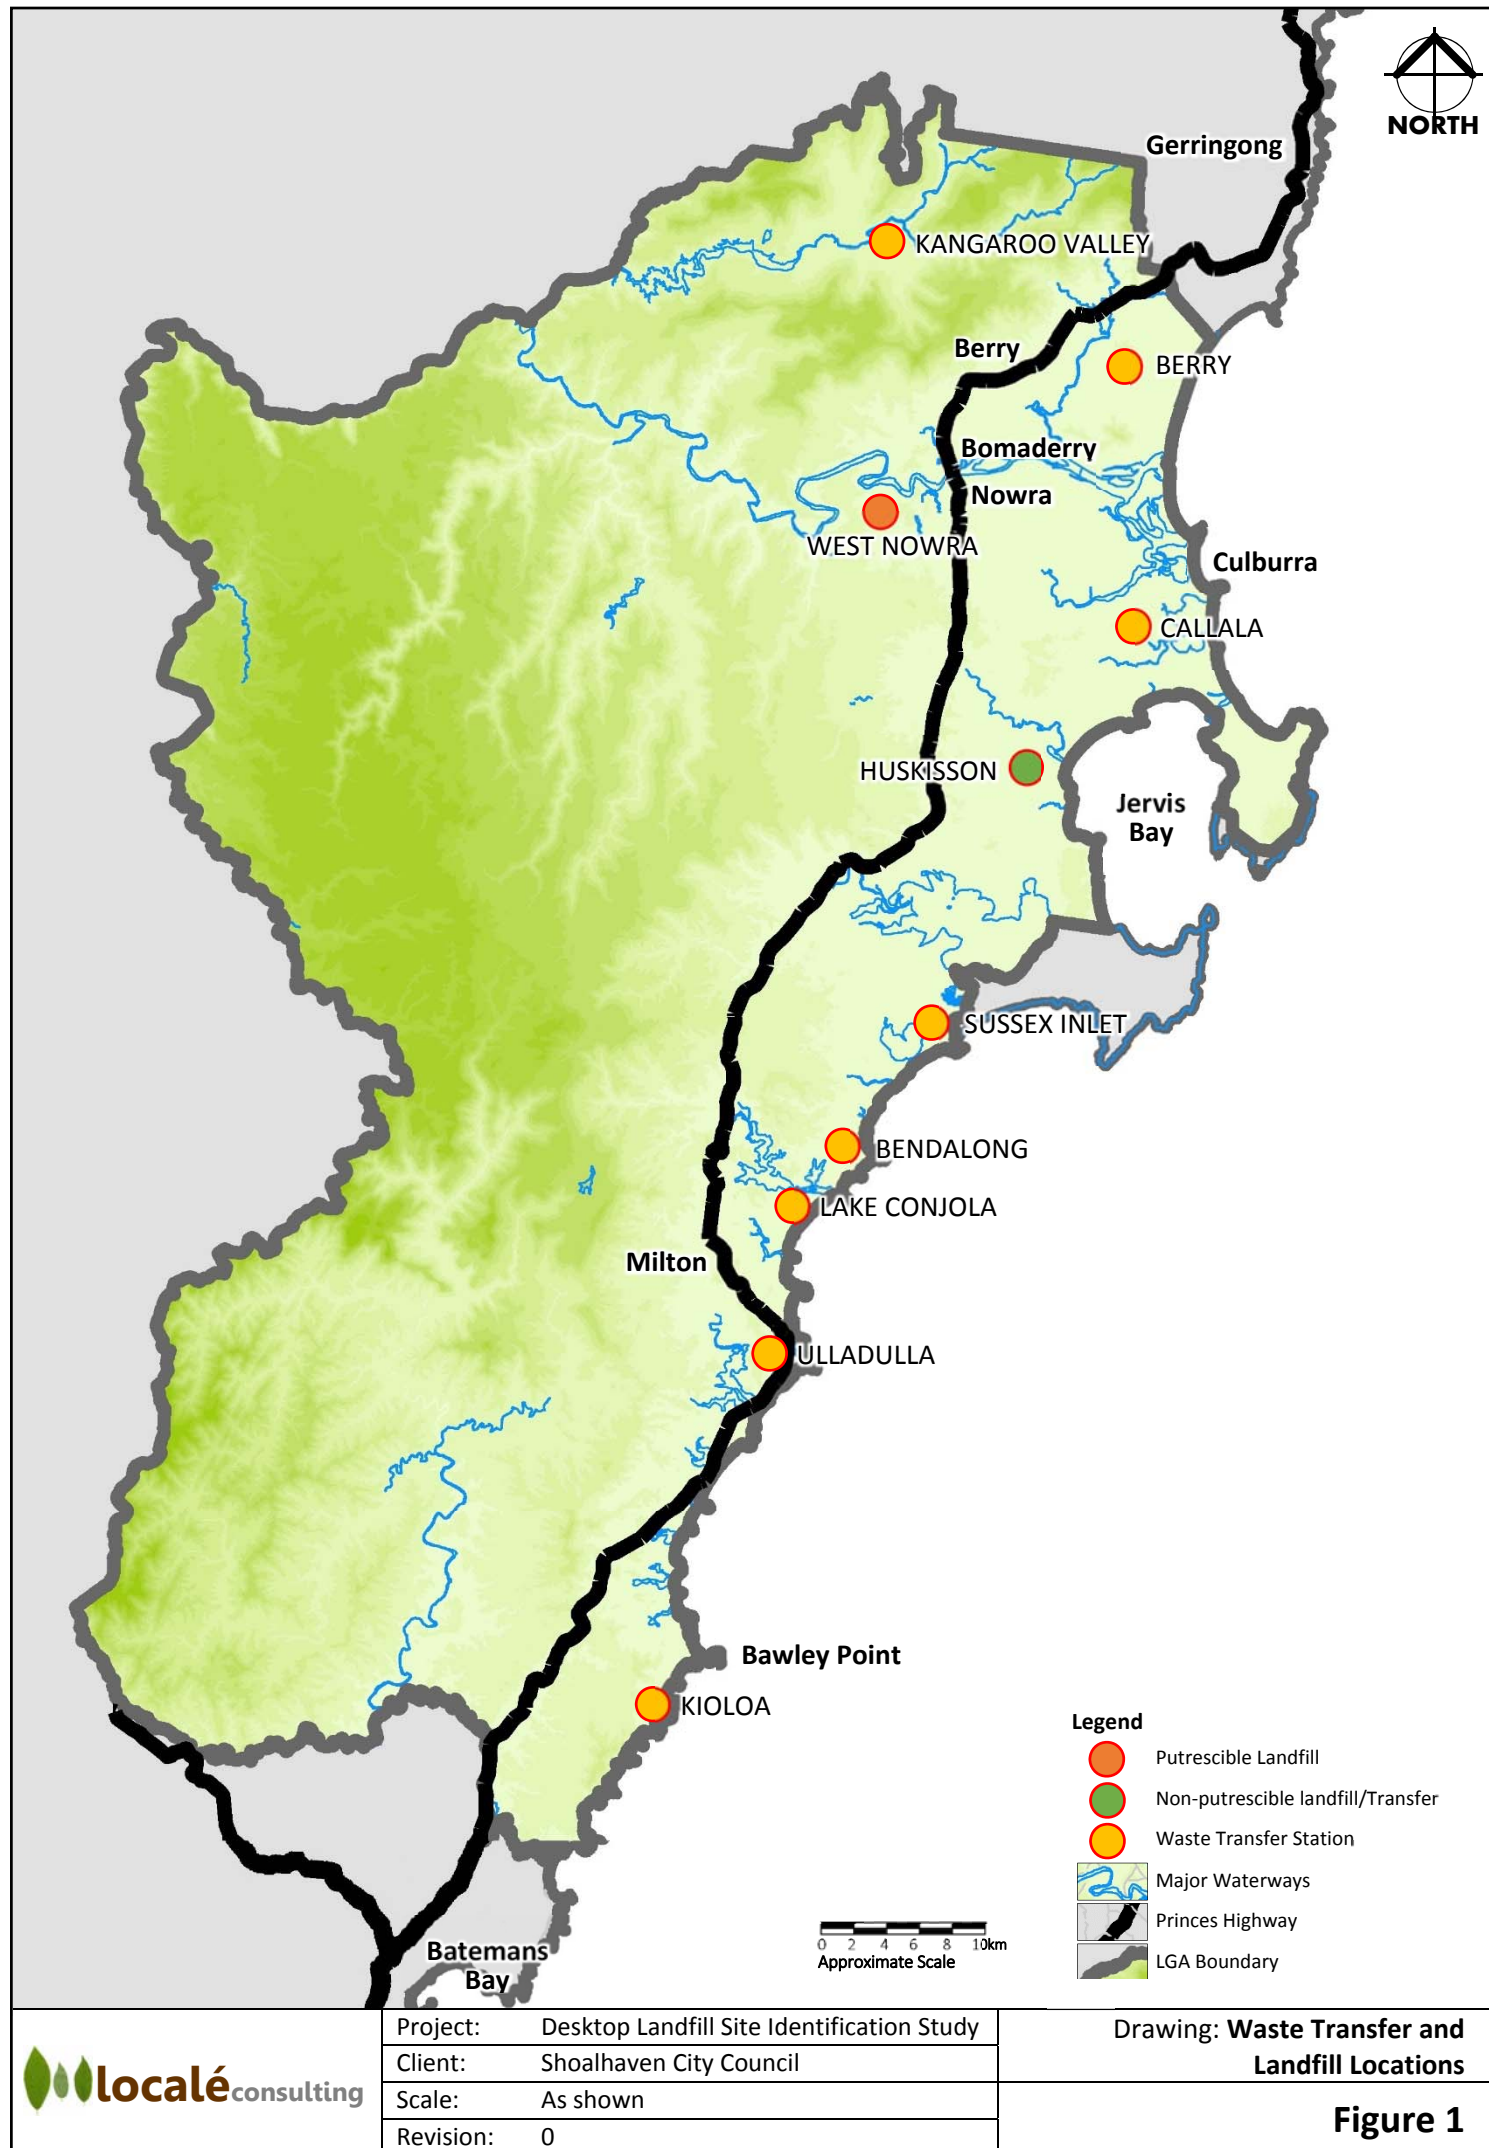 NORTH
Gerringong
KANGAROO VALLEY
Berry
BERRY
Bomaderry
Nowra
WEST NOWRA
Culburra
CALLALA
HUSKISSON
Jervis
Bay
SUSSEX INLET
BENDALONG
LAKE CONJOLA
Milton
ULLADULLA
Bawley Point
KIOLOA
Legend
Putrescible Landfill
Non-putrescible landfill/Transfer
Waste Transfer Station
Major Waterways
Princes Highway
LGA Boundary
0 2 4 6 8 10km
Approximate Scale
Batemans
Bay
localé consulting
Project: Desktop Landfill Site Identification Study
Client: Shoalhaven City Council
Scale: As shown
Revision: 0
Drawing: Waste Transfer and
Landfill Locations
Figure 1